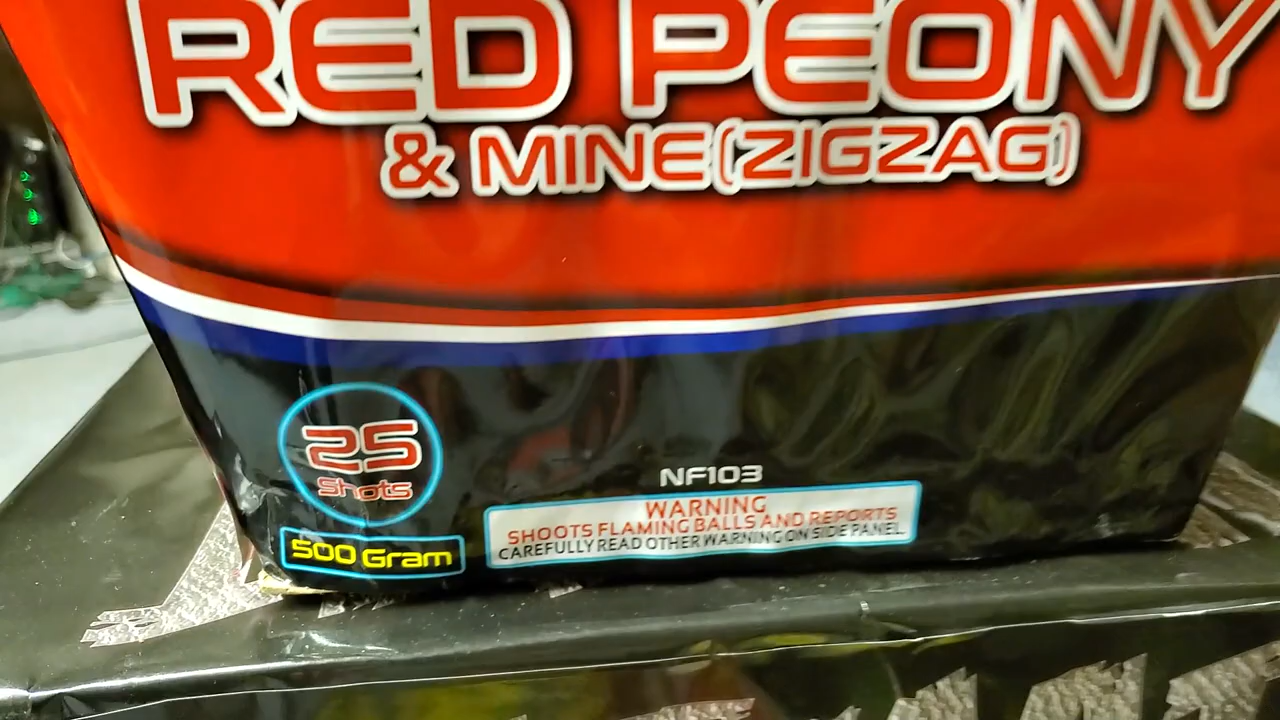 RED PEONY
& MINE(ZIGZAG)
25
Shots
500 Gram
NF103
WARNING
SHOOTS FLAMING BALLS AND REPORTS
CAREFULLY READ OTHER WARNING ON SIDE PANEL.